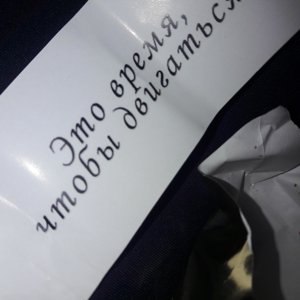 Это время,
чтобы двигаться